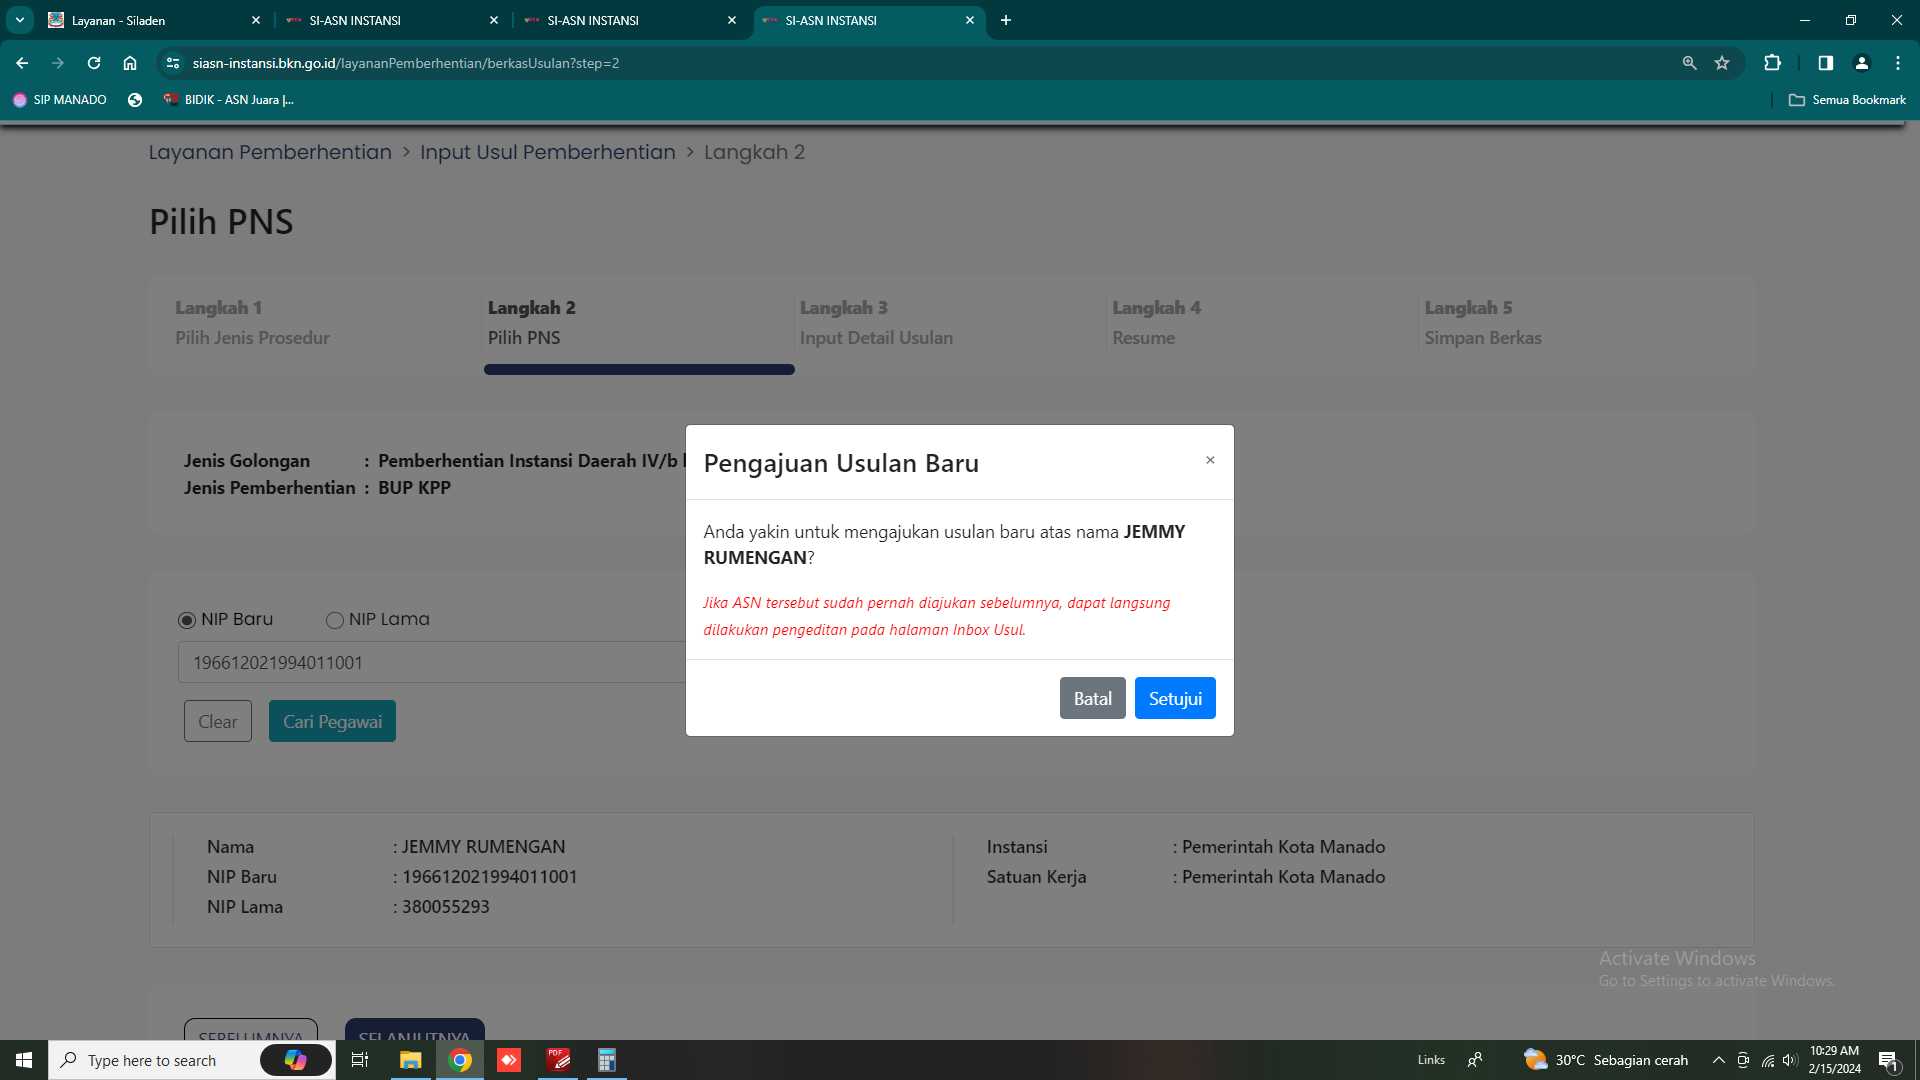 Layanan - Siladen
SI-ASN INSTANSI
SI-ASN INSTANSI
SI-ASN INSTANSI
siasn-instansi.bkn.go.id/layananPemberhentian/berkasUsulan?step=2
SIP MANADO
BIDIK - ASN Juara |...
Semua Bookmark
Layanan Pemberhentian > Input Usul Pemberhentian > Langkah 2
Pilih PNS
Langkah 1
Pilih Jenis Prosedur
Langkah 2
Pilih PNS
Langkah 3
Input Detail Usulan
Langkah 4
Resume
Langkah 5
Simpan Berkas
Jenis Golongan : Pemberhentian Instansi Daerah IV/b
Jenis Pemberhentian : BUP KPP
Pengajuan Usulan Baru
×
Anda yakin untuk mengajukan usulan baru atas nama JEMMY
RUMENGAN?
Jika ASN tersebut sudah pernah diajukan sebelumnya, dapat langsung
dilakukan pengeditan pada halaman Inbox Usul.
Batal
Setujui
NIP Baru
NIP Lama
196612021994011001
Clear
Cari Pegawai
Nama : JEMMY RUMENGAN
NIP Baru : 196612021994011001
NIP Lama : 380055293
Instansi : Pemerintah Kota Manado
Satuan Kerja : Pemerintah Kota Manado
Activate Windows
Go to Settings to activate Windows.
SEBELUMNYA
SELANJUTNYA
Type here to search
PDF
Links
30°C Sebagian cerah
10:29 AM
2/15/2024
1